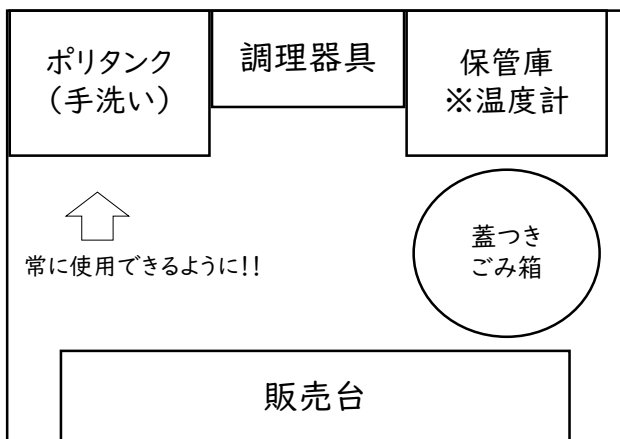 ポリタンク
（手洗い）
調理器具
保管庫
※温度計
常に使用できるように!!
蓋つき
ごみ箱
販売台